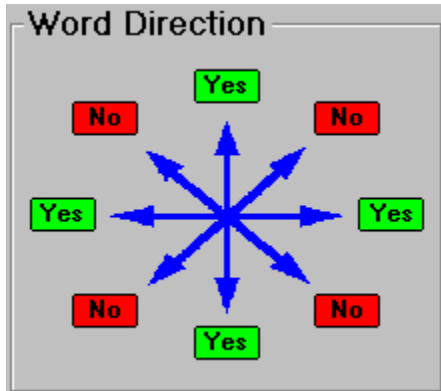 Word Direction
Yes
No No
Yes Yes
No No
Yes